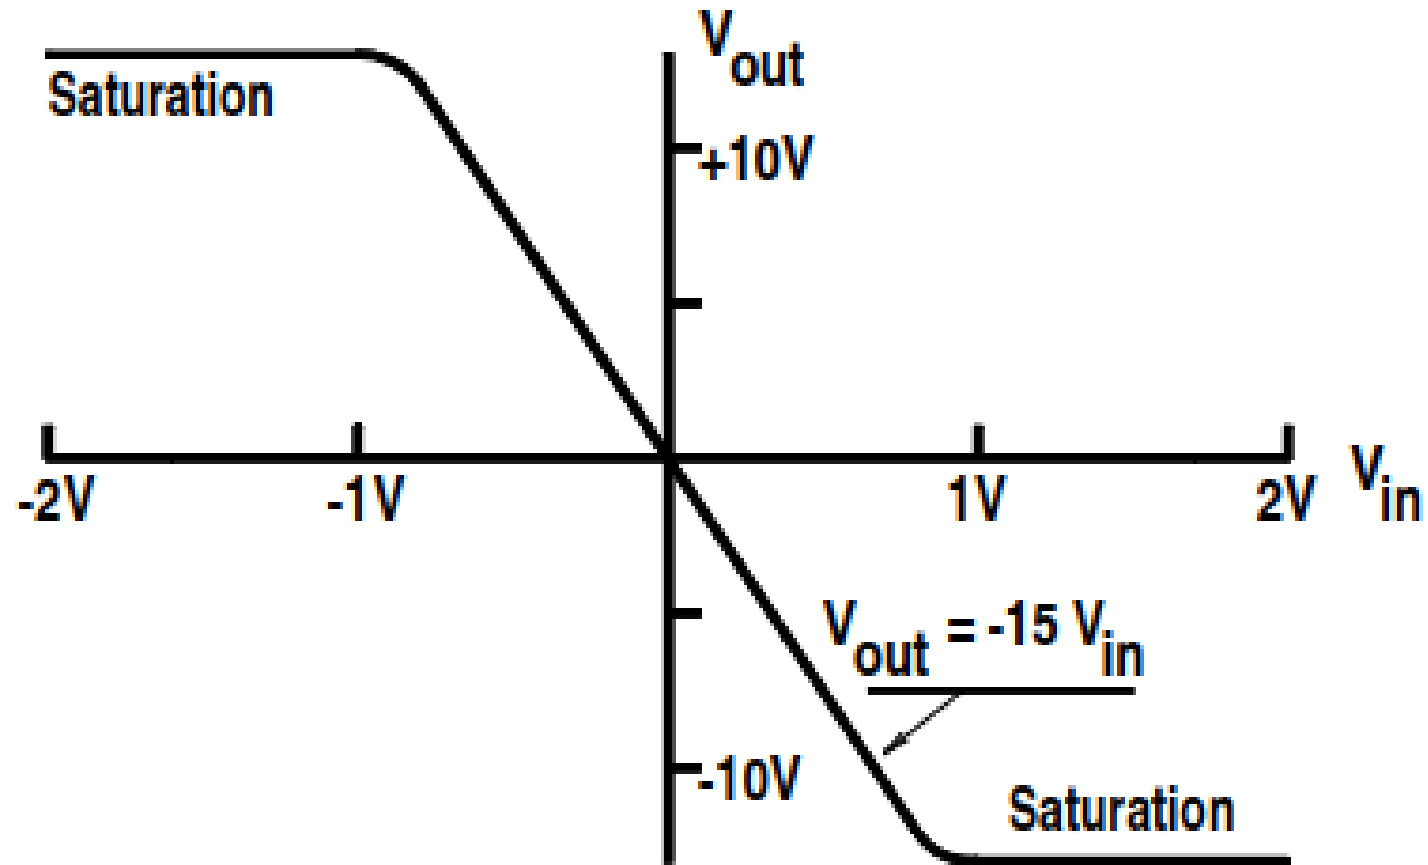 Vout
Saturation
+10V
-2V -1V 1V 2V Vin
Vout = -15 Vin
-10V
Saturation